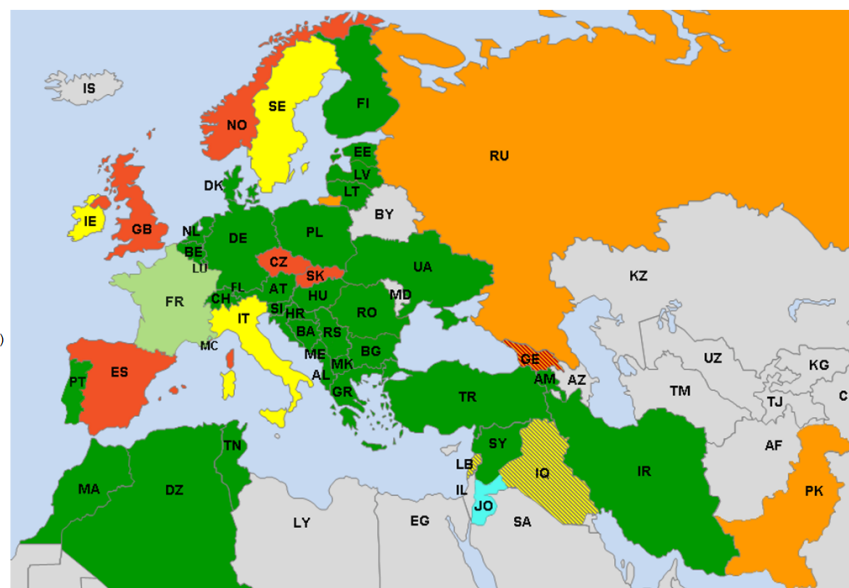 IS
NO
SE
FI
RU
EE
LV
LT
DK
IE
GB
NL
BE
LU
DE
PL
BY
CZ
SK
UA
KZ
FR
FL
CH
AT
HU
MD
SI
HR
RO
IT
BA
RS
MC
ME
BG
MK
AL
GR
)
PT
ES
GE
AM
AZ
UZ
TM
KG
TJ
C
TR
SY
LB
IQ
IR
AF
PK
IL
JO
SA
TN
MA
DZ
LY
EG